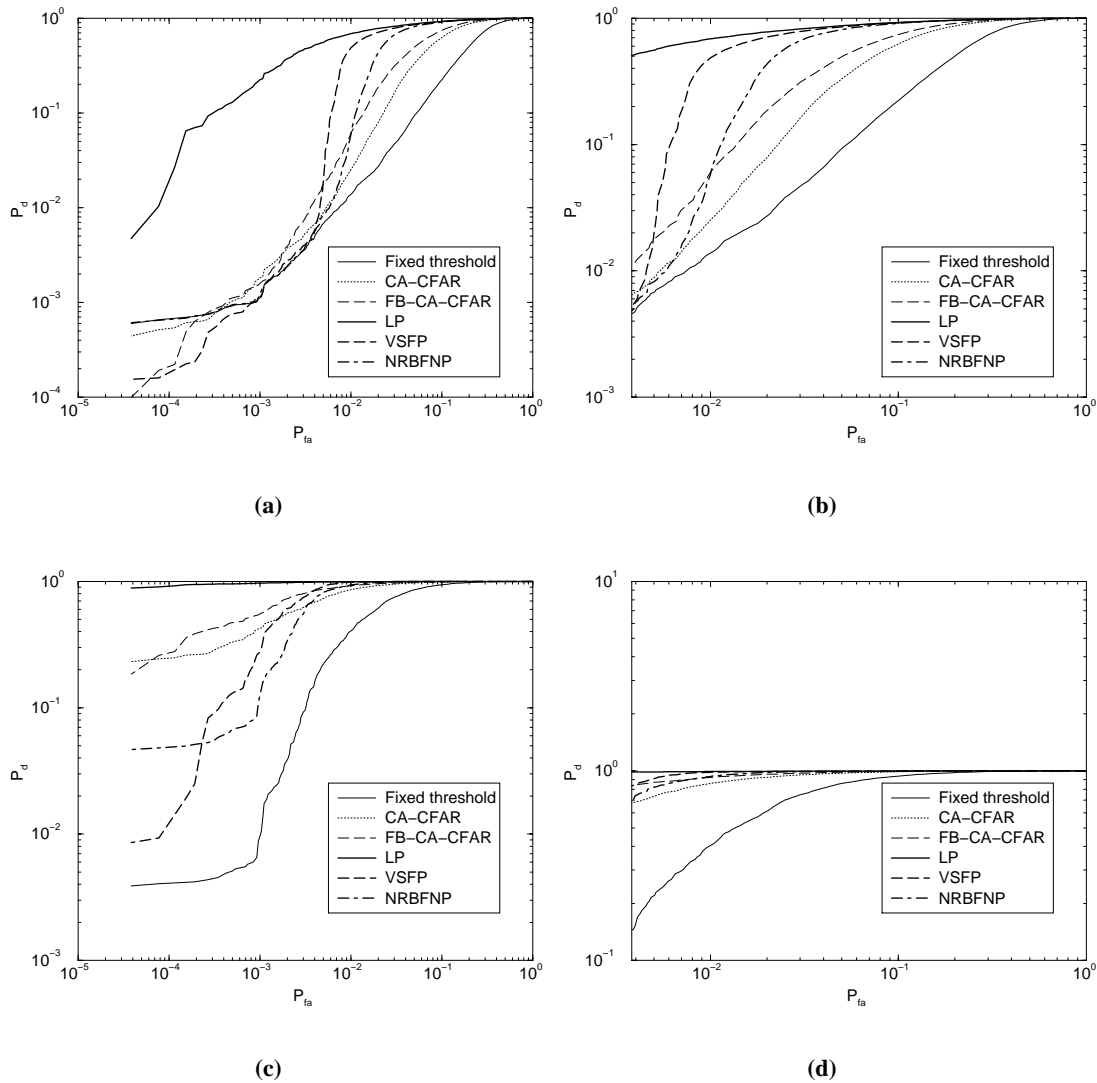 10^0
10^-1
10^-2
10^-3
10^-4
P_d
10^-5
10^-4
10^-3
10^-2
10^-1
10^0
P_fa
Fixed threshold
CA-CFAR
FB-CA-CFAR
LP
VSFP
NRBFNP
(a)
10^0
10^-1
10^-2
10^-3
P_d
10^-2
10^-1
10^0
P_fa
Fixed threshold
CA-CFAR
FB-CA-CFAR
LP
VSFP
NRBFNP
(b)
10^0
10^-1
10^-2
10^-3
P_d
10^-5
10^-4
10^-3
10^-2
10^-1
10^0
P_fa
Fixed threshold
CA-CFAR
FB-CA-CFAR
LP
VSFP
NRBFNP
(c)
10^1
10^0
10^-1
P_d
10^-2
10^-1
10^0
P_fa
Fixed threshold
CA-CFAR
FB-CA-CFAR
LP
VSFP
NRBFNP
(d)